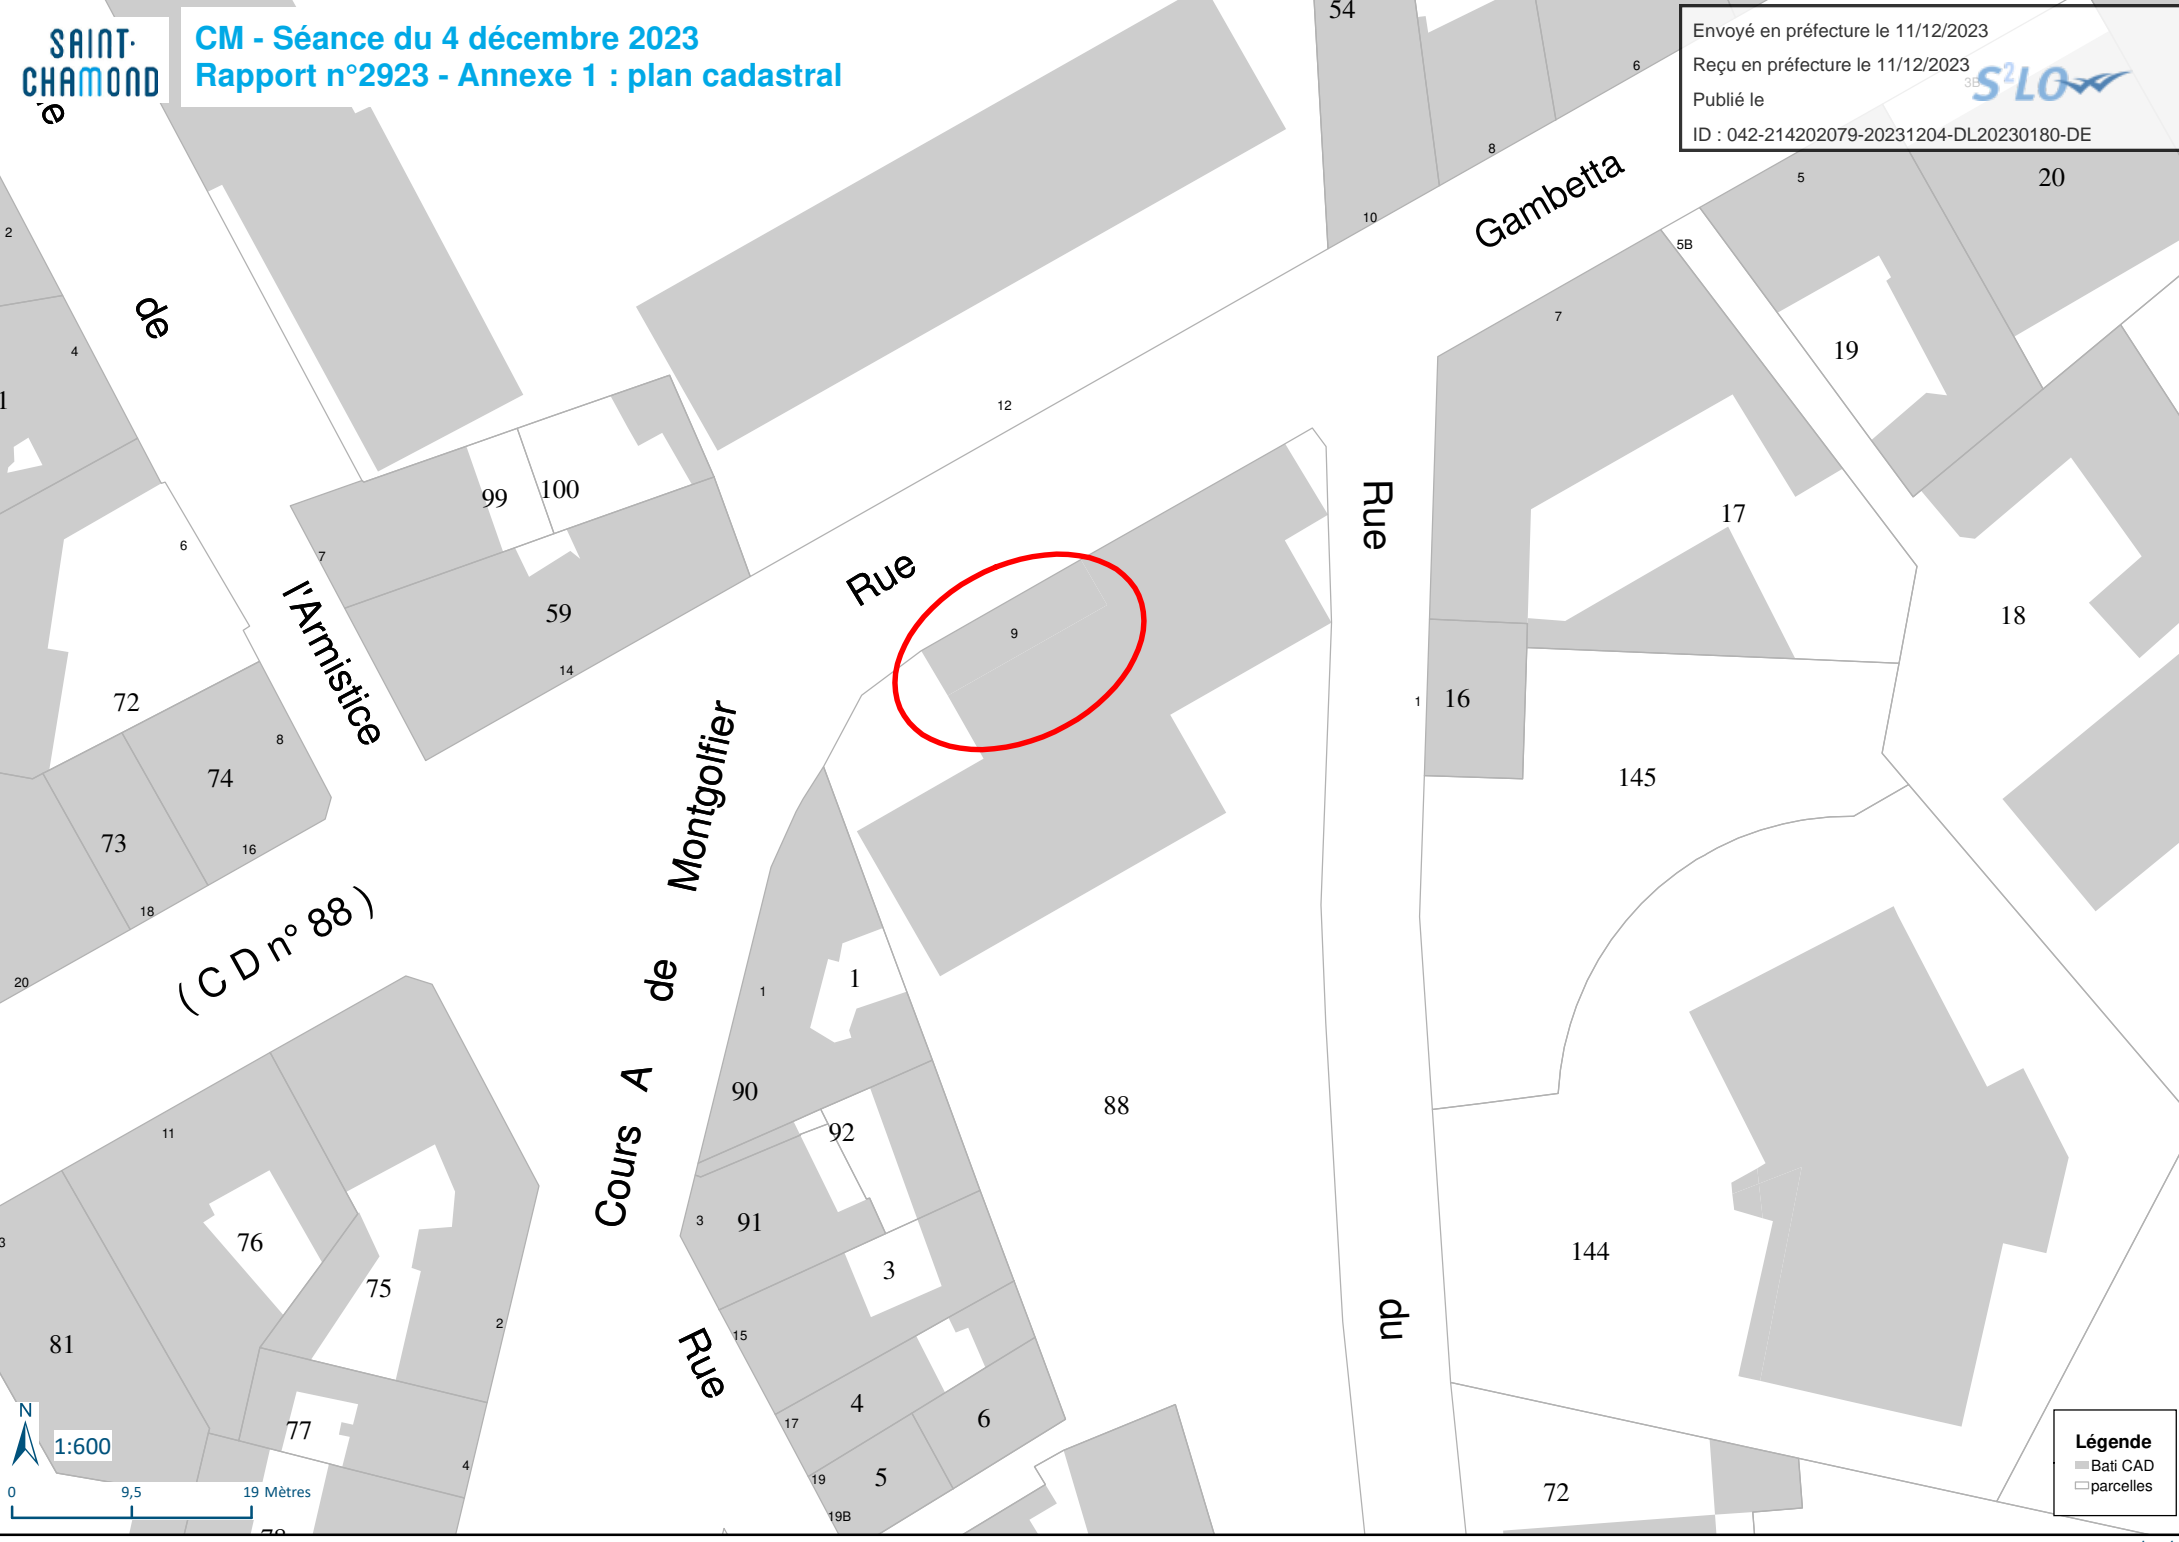 SAINT-
CHAMOND
CM - Séance du 4 décembre 2023
Rapport n°2923 - Annexe 1 : plan cadastral
Envoyé en préfecture le 11/12/2023
Reçu en préfecture le 11/12/2023
Publié le
ID : 042-214202079-20231204-DL20230180-DE
S²LO
3B
54
6
8
10
5
20
Gambetta
5B
2
de
4
1
7
19
12
99
100
Rue
17
6
7
l'Armistice
59
14
Rue
9
18
72
8
74
Montgolfier
1
16
145
73
16
18
( C D n° 88 )
20
de
1
1
A
90
88
11
92
Cours
3
91
76
3
75
3
144
2
15
81
Rue
du
4
17
6
77
4
19
5
19B
72
N
1:600
0
9,5
19 Mètres
Légende
Bati CAD
parcelles